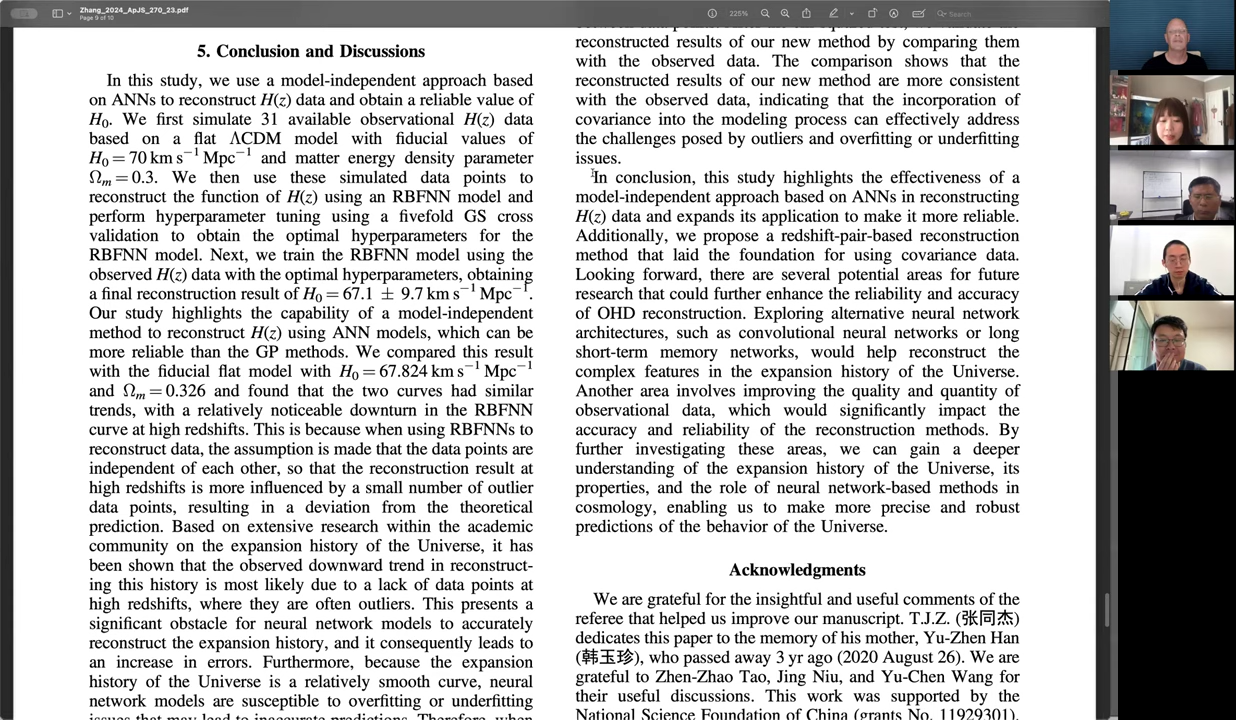 Zhang_2024_ApJS_270_23.pdf
Page 9 of 10
225%
Search
5. Conclusion and Discussions
In this study, we use a model-independent approach based
on ANNs to reconstruct H(z) data and obtain a reliable value of
H₀. We first simulate 31 available observational H(z) data
based on a flat ΛCDM model with fiducial values of
H₀ = 70 km s⁻¹ Mpc⁻¹ and matter energy density parameter
Ωₘ = 0.3. We then use these simulated data points to
reconstruct the function of H(z) using an RBFNN model and
perform hyperparameter tuning using a fivefold GS cross
validation to obtain the optimal hyperparameters for the
RBFNN model. Next, we train the RBFNN model using the
observed H(z) data with the optimal hyperparameters, obtaining
a final reconstruction result of H₀ = 67.1 ± 9.7 km s⁻¹ Mpc⁻¹.
Our study highlights the capability of a model-independent
method to reconstruct H(z) using ANN models, which can be
more reliable than the GP methods. We compared this result
with the fiducial flat model with H₀ = 67.824 km s⁻¹ Mpc⁻¹
and Ωₘ = 0.326 and found that the two curves had similar
trends, with a relatively noticeable downturn in the RBFNN
curve at high redshifts. This is because when using RBFNNs to
reconstruct data, the assumption is made that the data points are
independent of each other, so that the reconstruction result at
high redshifts is more influenced by a small number of outlier
data points, resulting in a deviation from the theoretical
prediction. Based on extensive research within the academic
community on the expansion history of the Universe, it has
been shown that the observed downward trend in reconstruct-
ing this history is most likely due to a lack of data points at
high redshifts, where they are often outliers. This presents a
significant obstacle for neural network models to accurately
reconstruct the expansion history, and it consequently leads to
an increase in errors. Furthermore, because the expansion
history of the Universe is a relatively smooth curve, neural
network models are susceptible to overfitting or underfitting
issues that may lead to inaccurate predictions. Therefore, when
reconstructed results of our new method by comparing them
with the observed data. The comparison shows that the
reconstructed results of our new method are more consistent
with the observed data, indicating that the incorporation of
covariance into the modeling process can effectively address
the challenges posed by outliers and overfitting or underfitting
issues.
In conclusion, this study highlights the effectiveness of a
model-independent approach based on ANNs in reconstructing
H(z) data and expands its application to make it more reliable.
Additionally, we propose a redshift-pair-based reconstruction
method that laid the foundation for using covariance data.
Looking forward, there are several potential areas for future
research that could further enhance the reliability and accuracy
of OHD reconstruction. Exploring alternative neural network
architectures, such as convolutional neural networks or long
short-term memory networks, would help reconstruct the
complex features in the expansion history of the Universe.
Another area involves improving the quality and quantity of
observational data, which would significantly impact the
accuracy and reliability of the reconstruction methods. By
further investigating these areas, we can gain a deeper
understanding of the expansion history of the Universe, its
properties, and the role of neural network-based methods in
cosmology, enabling us to make more precise and robust
predictions of the behavior of the Universe.
Acknowledgments
We are grateful for the insightful and useful comments of the
referee that helped us improve our manuscript. T.J.Z. (张同杰)
dedicates this paper to the memory of his mother, Yu-Zhen Han
(韩玉珍), who passed away 3 yr ago (2020 August 26). We are
grateful to Zhen-Zhao Tao, Jing Niu, and Yu-Chen Wang for
their useful discussions. This work was supported by the
National Science Foundation of China (grants No. 11929301).